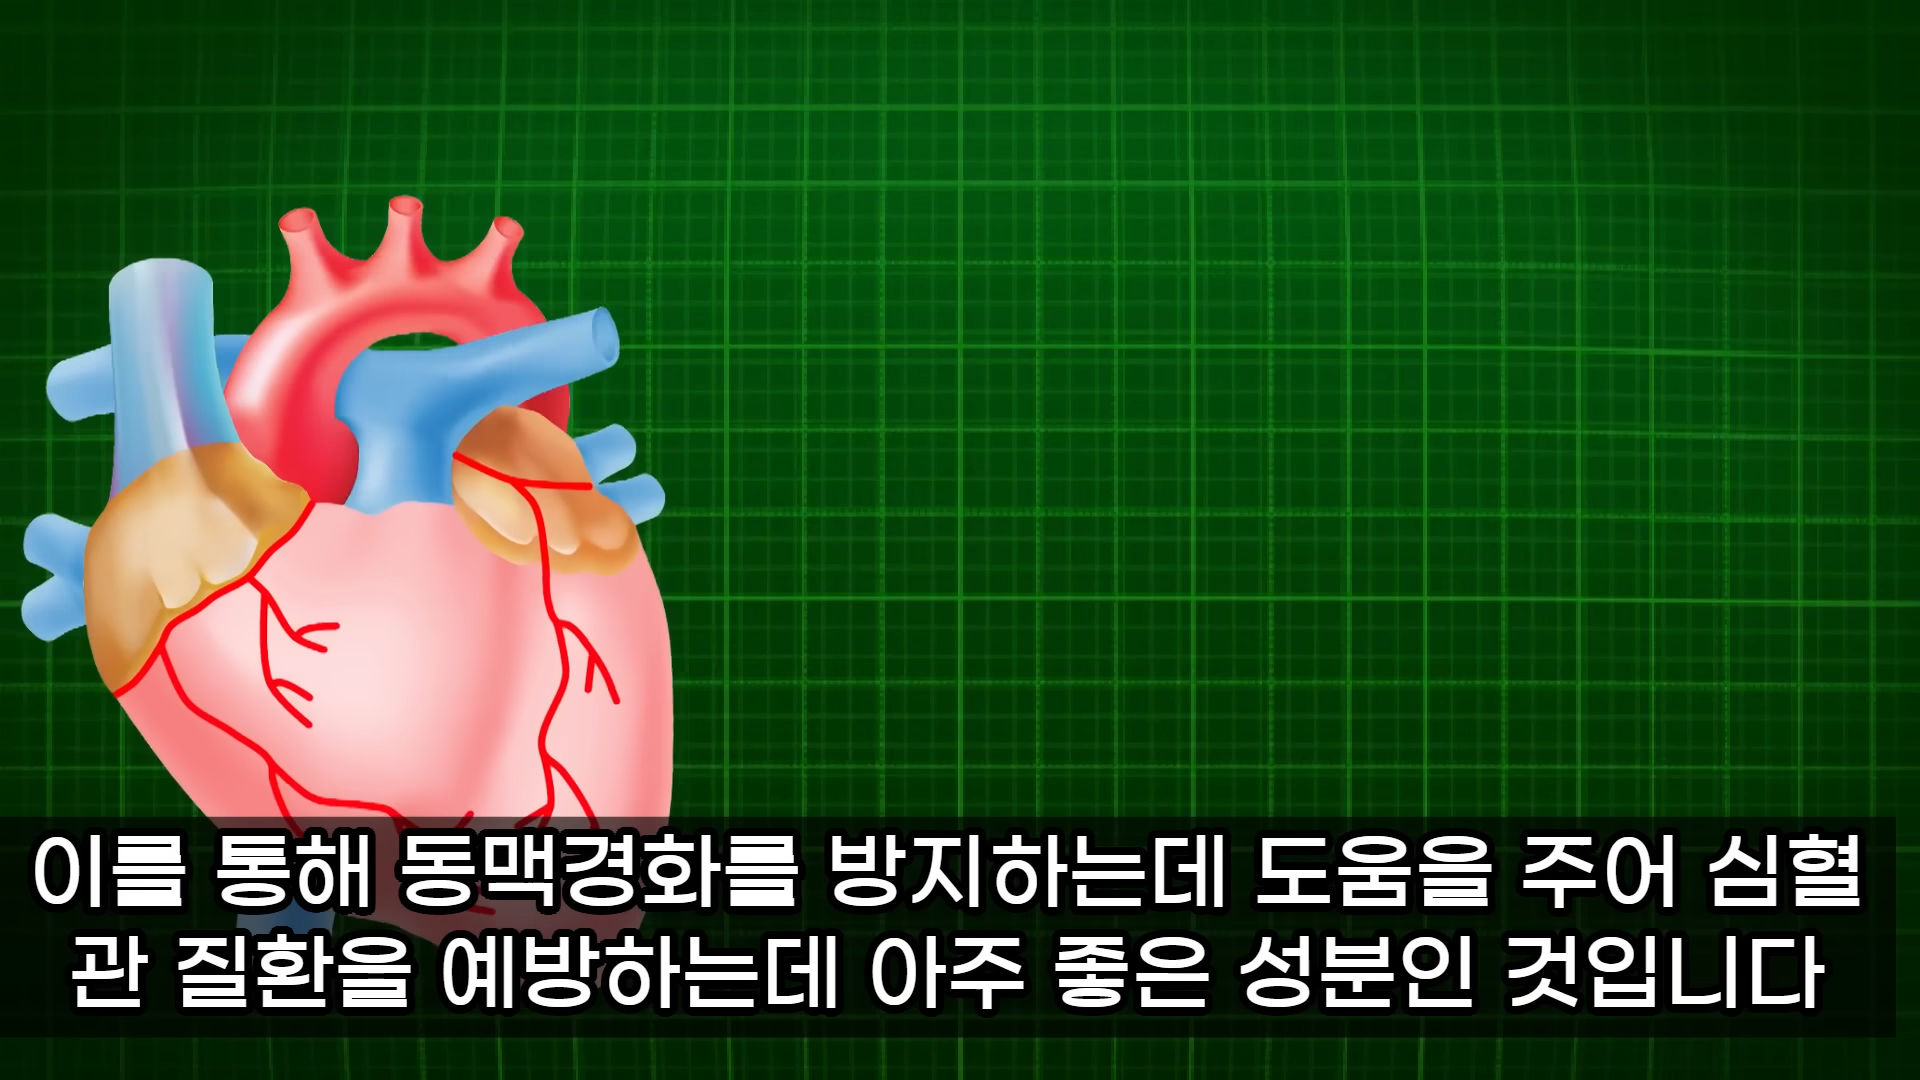 이를 통해 동맥경화를 방지하는데 도움을 주어 심혈
관 질환을 예방하는데 아주 좋은 성분인 것입니다